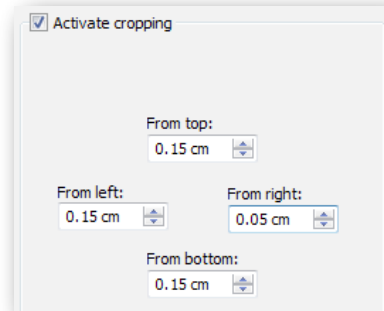 Activate cropping
From top:
0.15 cm
From left:
From right:
0.15 cm
0.05 cm
From bottom:
0.15 cm